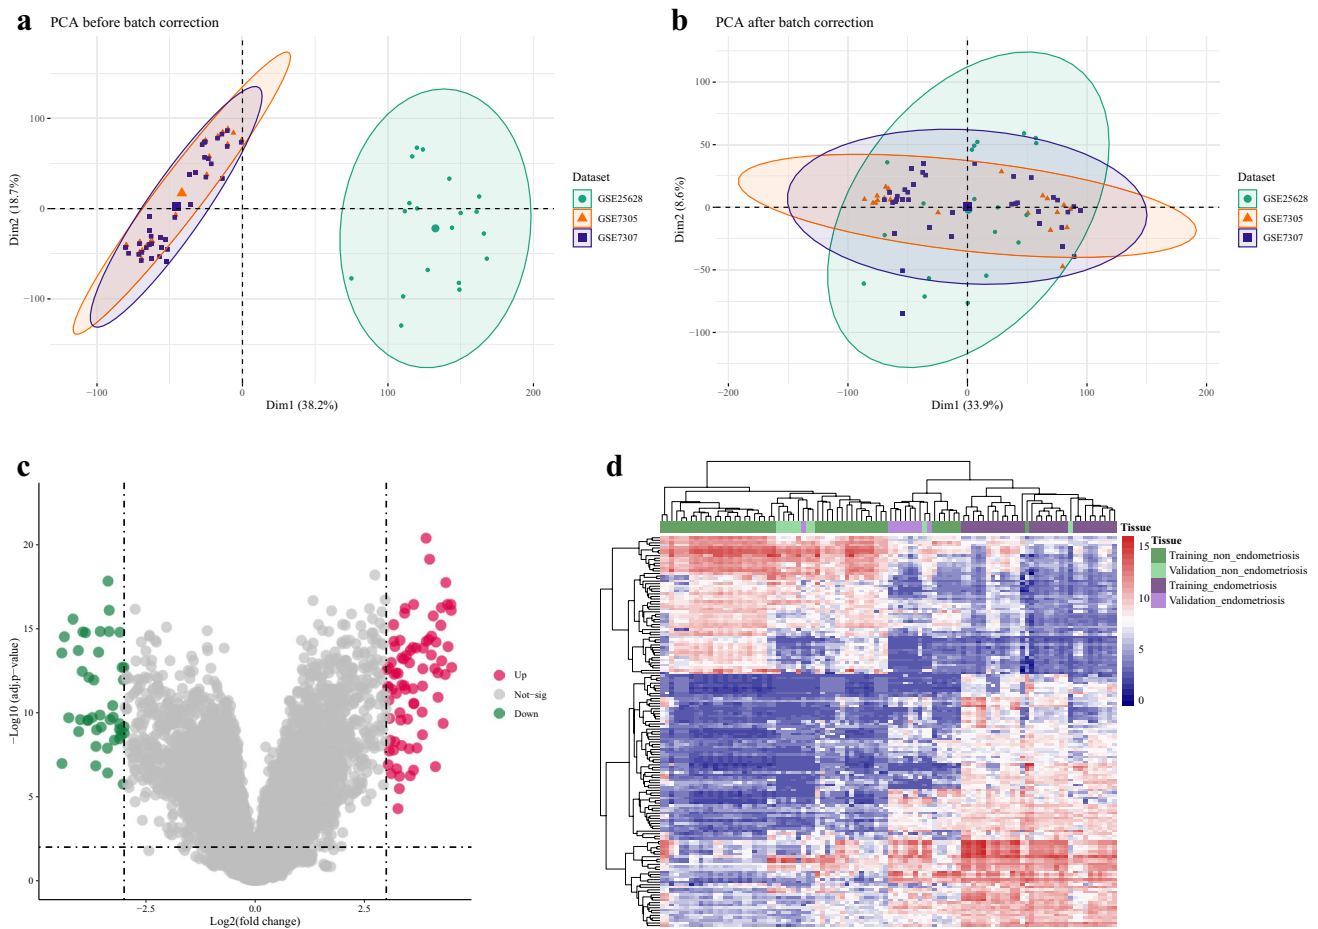 a
PCA before batch correction
100
0
−100
−100
0
100
200
Dim2 (18.7%)
Dim1 (38.2%)
Dataset
GSE25628
GSE7305
GSE7307
b
PCA after batch correction
100
50
0
−50
−100
−200
−100
0
100
200
Dim2 (8.6%)
Dim1 (33.9%)
Dataset
GSE25628
GSE7305
GSE7307
c
20
15
10
5
0
−2.5
0.0
2.5
−Log10 (adj.p−value)
Log2(fold change)
Up
Not−sig
Down
d
Tissue
15
10
5
0
Tissue
Training_non_endometriosis
Validation_non_endometriosis
Training_endometriosis
Validation_endometriosis